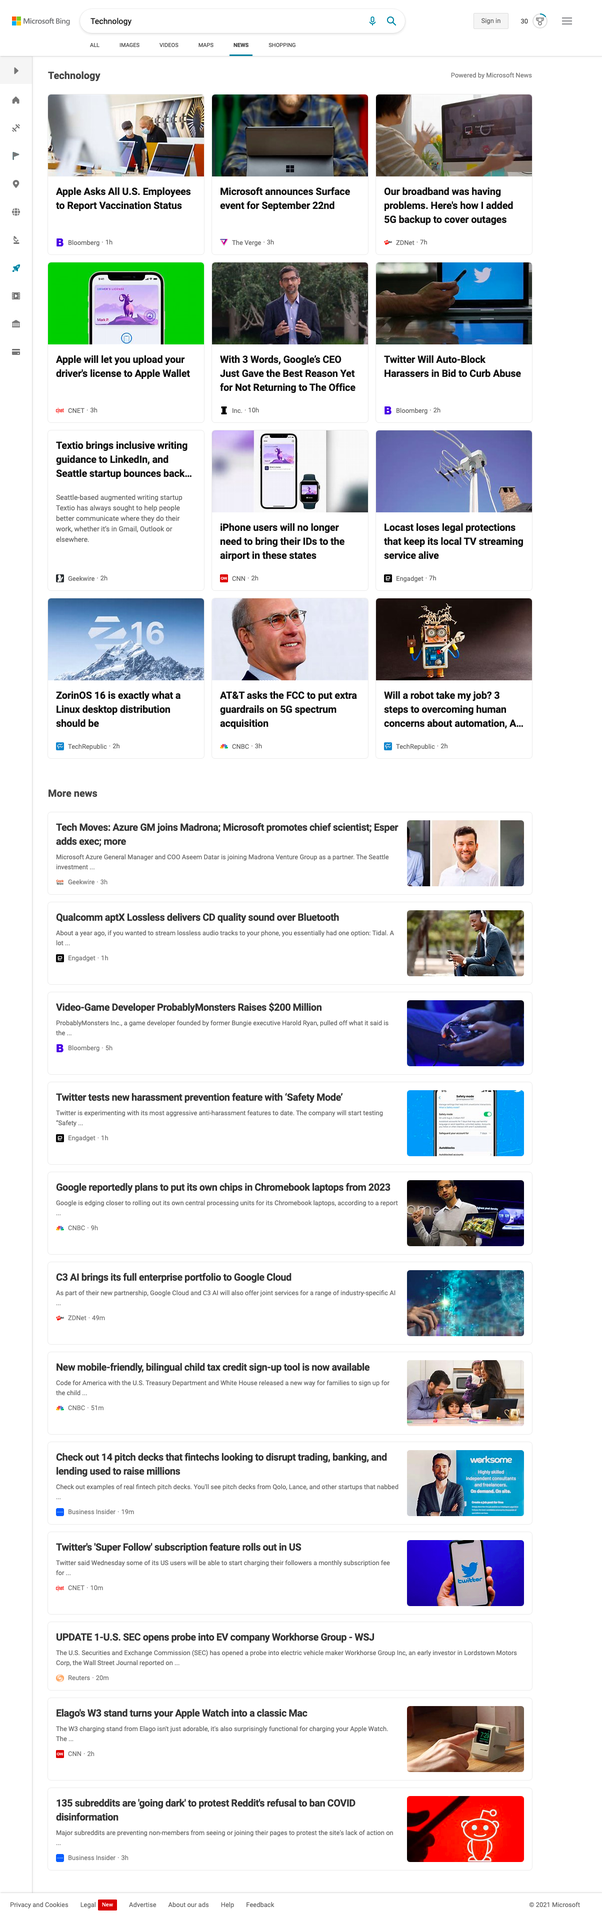 Microsoft Bing
Technology
Sign in
30
ALL IMAGES VIDEOS MAPS NEWS SHOPPING
Technology
Powered by Microsoft News
Apple Asks All U.S. Employees
to Report Vaccination Status
Bloomberg · 1h
Microsoft announces Surface
event for September 22nd
The Verge · 3h
Our broadband was having
problems. Here's how I added
5G backup to cover outages
ZDNet · 7h
Apple will let you upload your
driver's license to Apple Wallet
CNET · 3h
With 3 Words, Google's CEO
Just Gave the Best Reason Yet
for Not Returning to The Office
Inc. · 10h
Twitter Will Auto-Block
Harassers in Bid to Curb Abuse
Bloomberg · 2h
Textio brings inclusive writing
guidance to LinkedIn, and
Seattle startup bounces back...
Seattle-based augmented writing startup
Textio has always sought to help people
better communicate where they do their
work, whether it's in Gmail, Outlook or
elsewhere.
Geekwire · 2h
iPhone users will no longer
need to bring their IDs to the
airport in these states
CNN · 2h
Locast loses legal protections
that keep its local TV streaming
service alive
Engadget · 7h
16
ZorinOS 16 is exactly what a
Linux desktop distribution
should be
TechRepublic · 2h
AT&T asks the FCC to put extra
guardrails on 5G spectrum
acquisition
CNBC · 3h
Will a robot take my job? 3
steps to overcoming human
concerns about automation, A...
TechRepublic · 2h
More news
Tech Moves: Azure GM joins Madrona; Microsoft promotes chief scientist; Esper
adds exec; more
Microsoft Azure General Manager and COO Aseem Datar is joining Madrona Venture Group as a partner. The Seattle
investment ...
Geekwire · 3h
Qualcomm aptX Lossless delivers CD quality sound over Bluetooth
About a year ago, if you wanted to stream lossless audio tracks to your phone, you essentially had one option: Tidal. A
lot ...
Engadget · 1h
Video-Game Developer ProbablyMonsters Raises $200 Million
ProbablyMonsters Inc., a game developer founded by former Bungie executive Harold Ryan, pulled off what it said is
the ...
Bloomberg · 5h
Twitter tests new harassment prevention feature with 'Safety Mode'
Twitter is experimenting with its most aggressive anti-harassment features to date. The company will start testing
"Safety ...
Engadget · 1h
Safety mode
Google reportedly plans to put its own chips in Chromebook laptops from 2023
Google is edging closer to rolling out its own central processing units for its Chromebook laptops, according to a report
...
CNBC · 9h
C3 AI brings its full enterprise portfolio to Google Cloud
As part of their new partnership, Google Cloud and C3 AI will also offer joint services for a range of industry-specific AI
...
ZDNet · 49m
New mobile-friendly, bilingual child tax credit sign-up tool is now available
Code for America with the U.S. Treasury Department and White House released a new way for families to sign up for
the child ...
CNBC · 51m
Check out 14 pitch decks that fintechs looking to disrupt trading, banking, and
lending used to raise millions
Check out examples of real fintech pitch decks. You'll see pitch decks from Qolo, Lance, and other startups that nabbed
...
Business Insider · 19m
worksome
Highly skilled
independent consultants
and freelancers.
On demand. On site.
Twitter's 'Super Follow' subscription feature rolls out in US
Twitter said Wednesday some of its US users will be able to start charging their followers a monthly subscription fee
for ...
CNET · 10m
twitter
UPDATE 1-U.S. SEC opens probe into EV company Workhorse Group - WSJ
The U.S. Securities and Exchange Commission (SEC) has opened a probe into electric vehicle maker Workhorse Group Inc, an early investor in Lordstown Motors
Corp, the Wall Street Journal reported on ...
Reuters · 20m
Elago's W3 stand turns your Apple Watch into a classic Mac
The W3 charging stand from Elago isn't just adorable, it's also surprisingly functional for charging your Apple Watch.
The ...
CNN · 2h
135 subreddits are 'going dark' to protest Reddit's refusal to ban COVID
disinformation
Major subreddits are preventing non-members from seeing or joining their pages to protest the site's lack of action on
...
Business Insider · 3h
Privacy and Cookies Legal New Advertise About our ads Help Feedback
© 2021 Microsoft